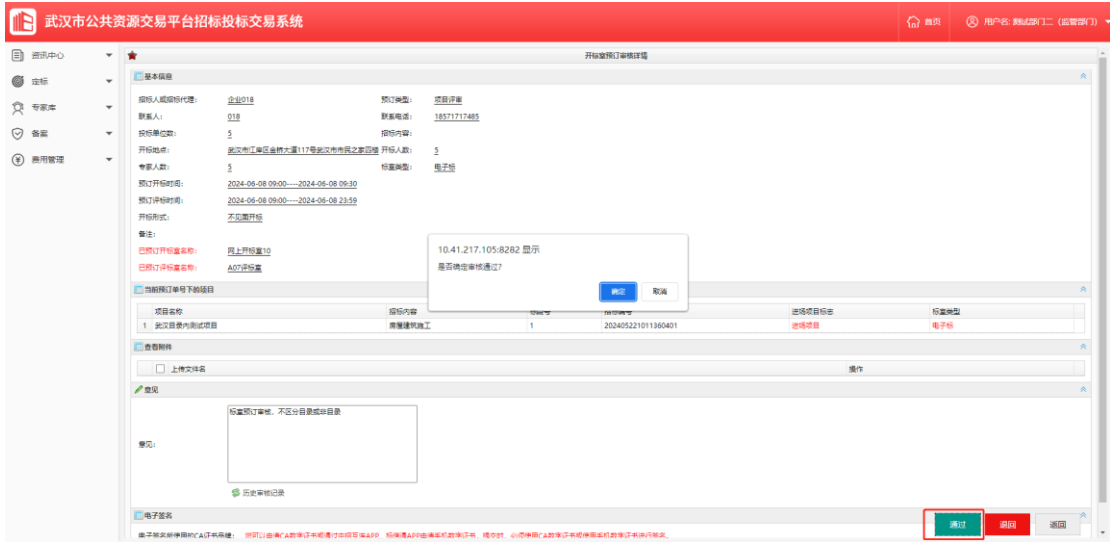 武汉市公共资源交易平台招标投标交易系统
首页
用户名: 测试部门二 (监管部门)
资讯中心
定标
专家库
备案
费用管理
开标室预订审核详情
基本信息
招标人或招标代理: 企业018 预订类型: 项目评审
联系人: 018 联系电话: 18571717485
投标单位数: 5 招标内容:
开标地点: 武汉市江岸区金桥大道117号武汉市市民之家四楼 开标人数: 5
专家人数: 5 标室类型: 电子标
预订开标时间: 2024-06-08 09:00----2024-06-08 09:30
预订评标时间: 2024-06-08 09:00----2024-06-08 23:59
开标形式: 不见面开标
备注:
已预订开标室名称: 网上开标室10
已预订评标室名称: A07评标室
10.41.217.105:8282 显示
是否确定审核通过?
确定 取消
当前预订单号下的项目
项目名称 招标内容 进场项目标志 标室类型
1 武汉目录内测试项目 房屋建筑施工 1 202405221011360401 进场项目 电子标
查看附件
上传文件名 操作
意见
意见:
标室预订审核，不区分目录或非目录
历史审核记录
电子签名
通过 退回 返回
电子签名所使用的CA证书品牌: